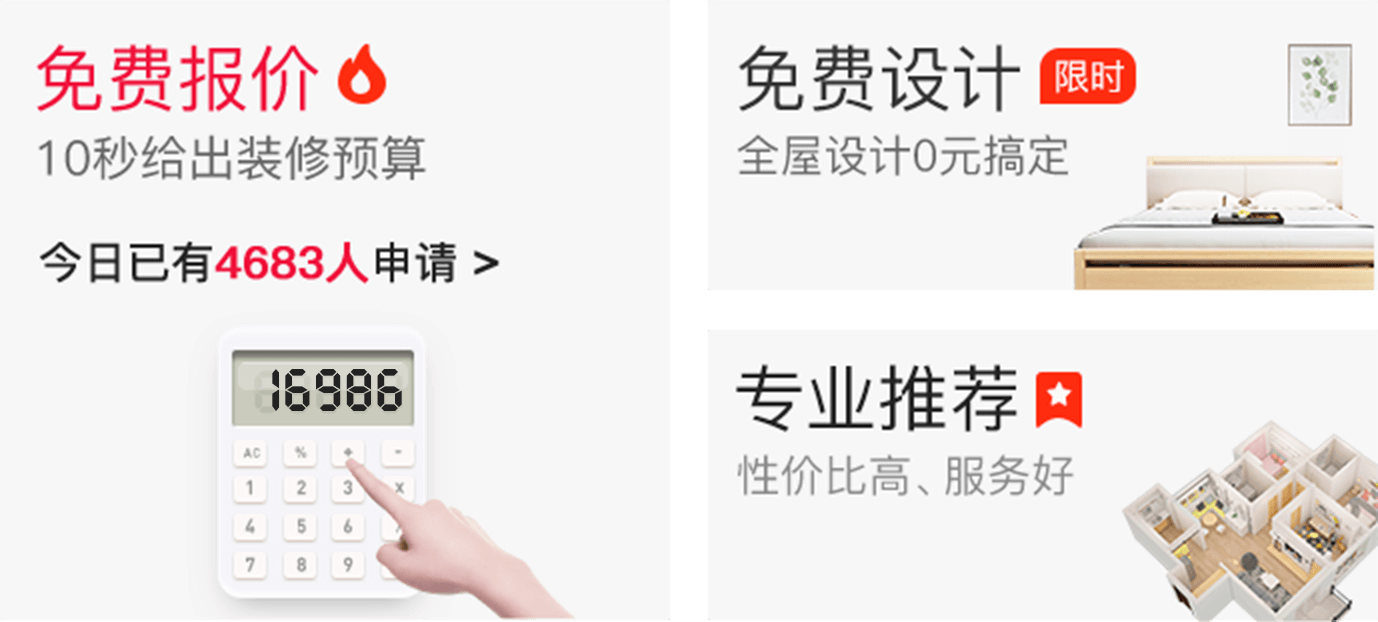 免费报价
10秒给出装修预算
今日已有4683人申请 >
16986
AC % + -
1 2 3 X
4 5 6
7 8 9
免费设计 限时
全屋设计0元搞定
专业推荐
性价比高、服务好